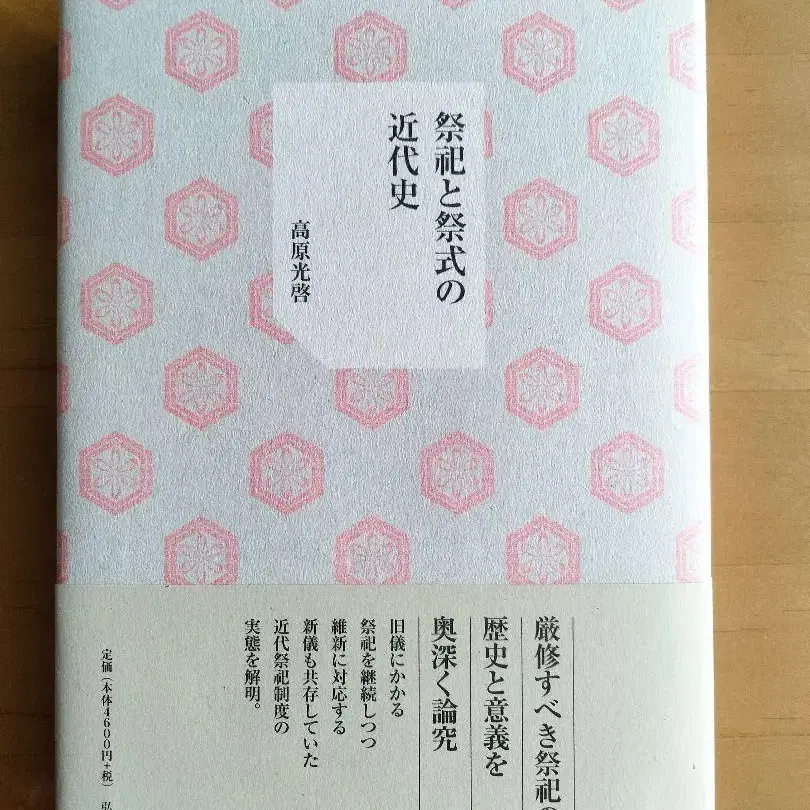 祭祀と祭式の
近代史
高原光啓
厳修すべき祭祀の
歴史と意義を
奥深く論究
旧儀にかかる
祭祀を継続しつつ
維新に対応する
新儀も共存していた
近代祭祀制度の
実態を解明。
定価（本体4600円+税） 弘